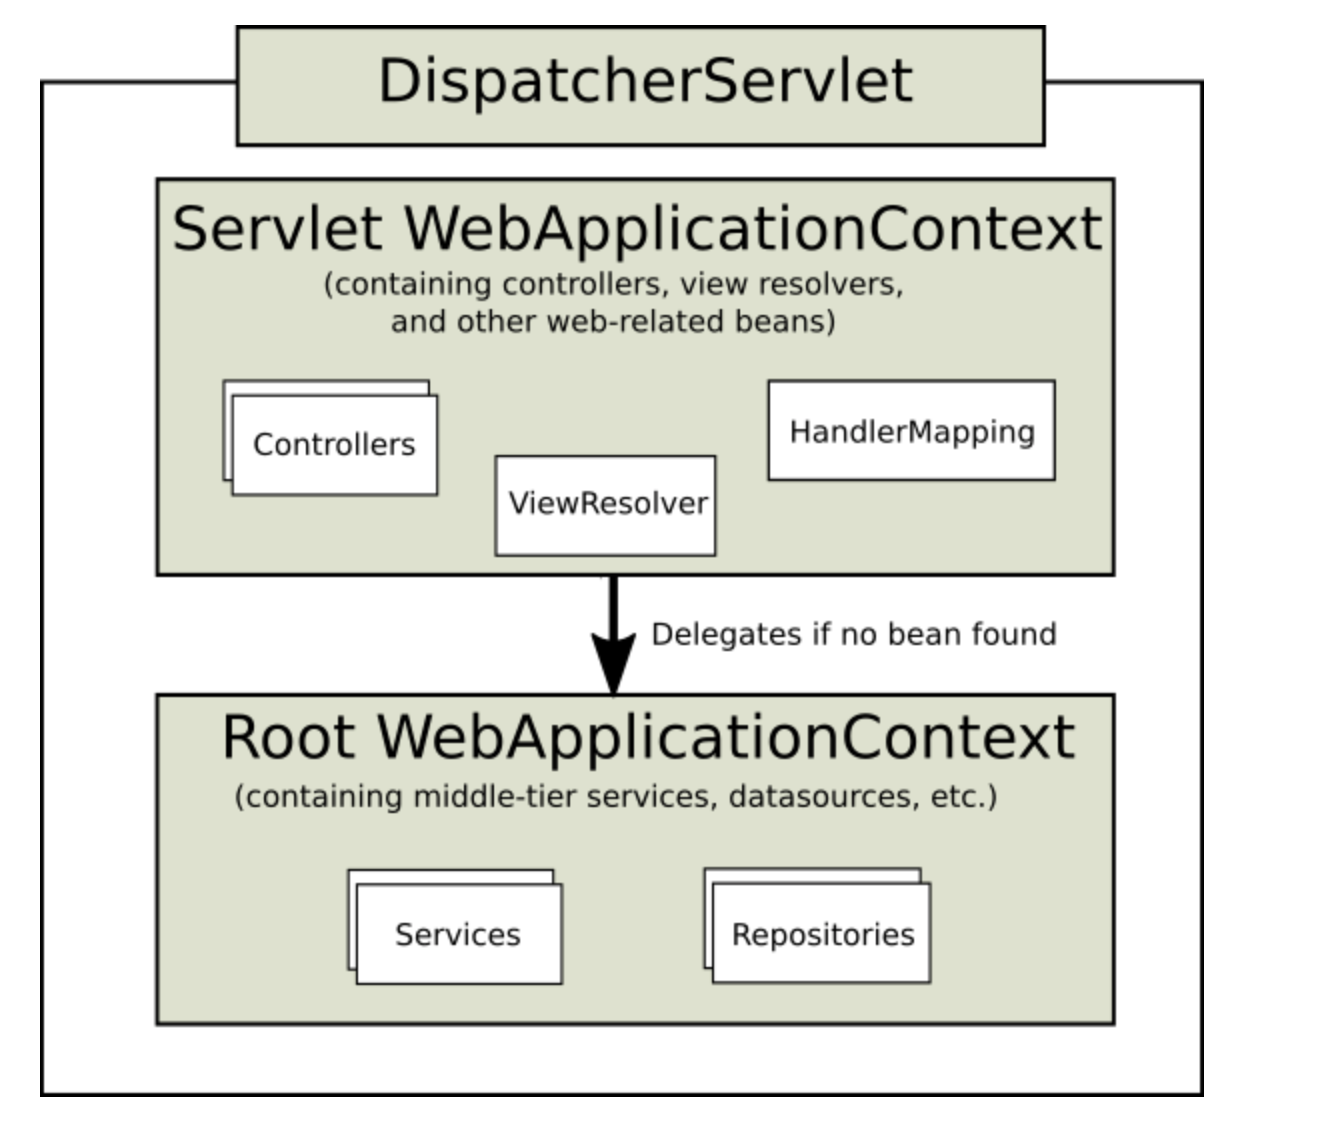 DispatcherServlet
Servlet WebApplicationContext
(containing controllers, view resolvers,
and other web-related beans)
Controllers
HandlerMapping
ViewResolver
Delegates if no bean found
Root WebApplicationContext
(containing middle-tier services, datasources, etc.)
Services
Repositories